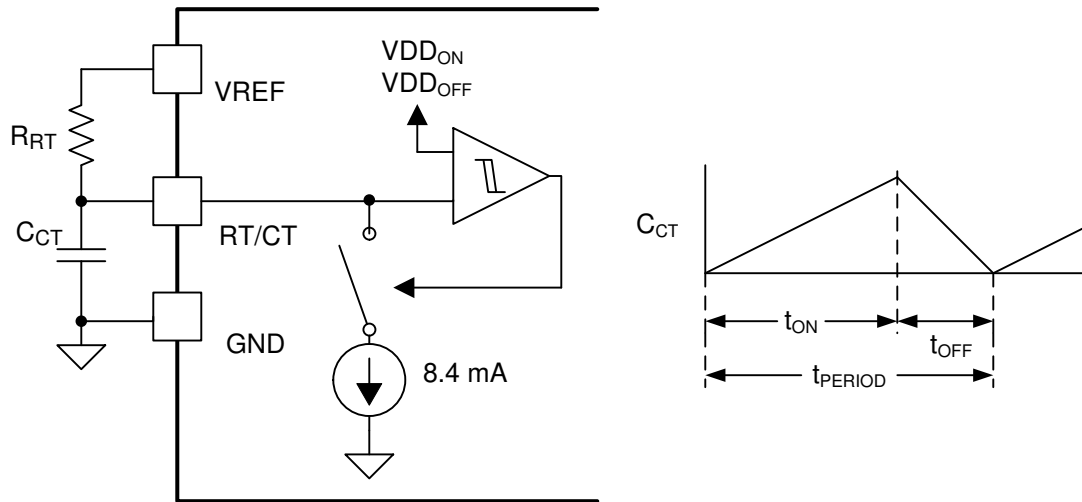 VDD_ON
VDD_OFF
VREF
R_RT
C_CT
RT/CT
GND
8.4 mA
C_CT
t_ON
t_OFF
t_PERIOD